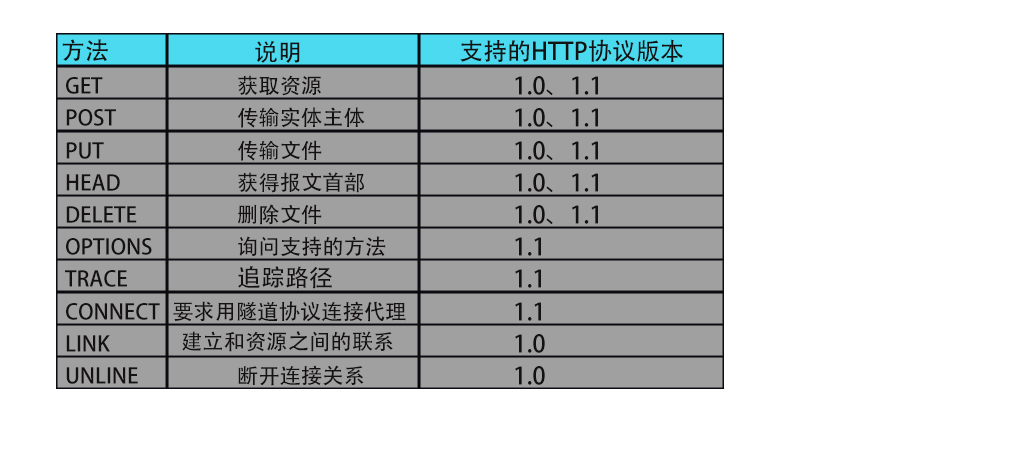 方法 说明 支持的HTTP协议版本
GET 获取资源 1.0、 1.1
POST 传输实体主体 1.0、 1.1
PUT 传输文件 1.0、 1.1
HEAD 获得报文首部 1.0、 1.1
DELETE 删除文件 1.0、 1.1
OPTIONS 询问支持的方法 1.1
TRACE 追踪路径 1.1
CONNECT 要求用隧道协议连接代理 1.1
LINK 建立和资源之间的联系 1.0
UNLINE 断开连接关系 1.0